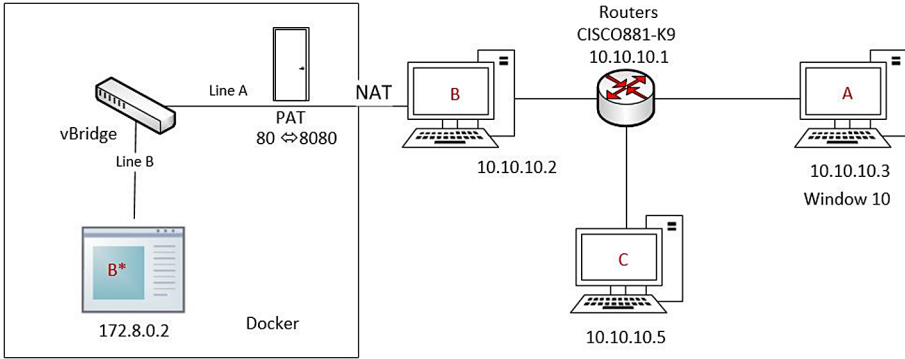 Routers
CISCO881-K9
10.10.10.1
Line A
NAT
B
A
vBridge
PAT
80 ⇔8080
Line B
10.10.10.2
10.10.10.3
Window 10
B*
C
172.8.0.2
Docker
10.10.10.5